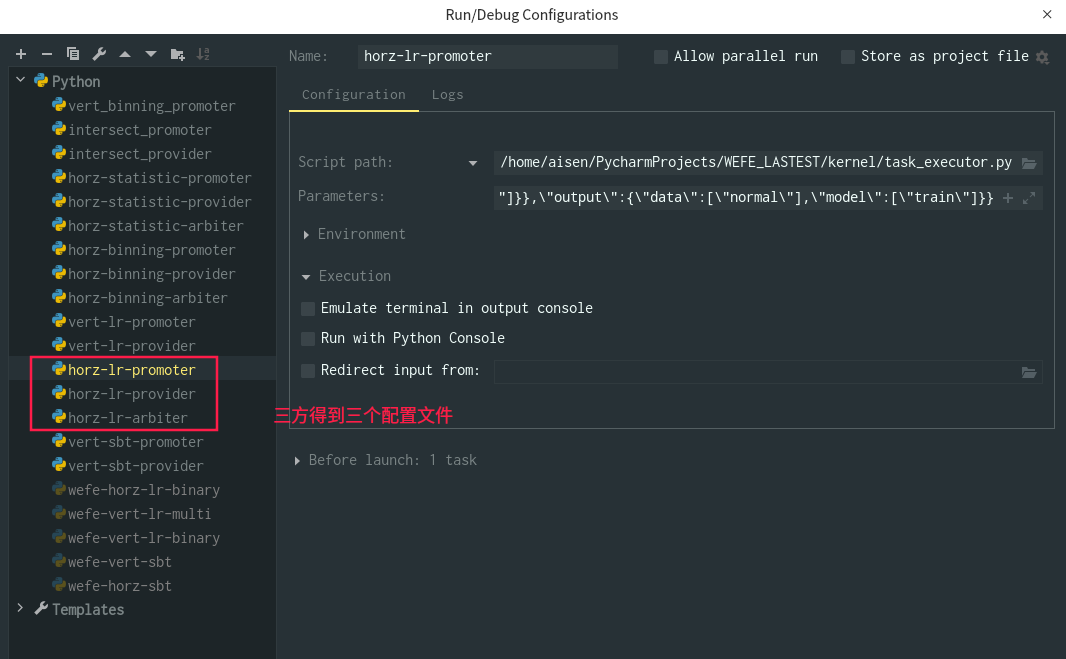 Run/Debug Configurations
Name: horz-lr-promoter
Allow parallel run
Store as project file
Configuration Logs
Python
vert_binning_promoter
intersect_promoter
intersect_provider
horz-statistic-promoter
horz-statistic-provider
horz-statistic-arbiter
horz-binning-promoter
horz-binning-provider
horz-binning-arbiter
vert-lr-promoter
vert-lr-provider
horz-lr-promoter
horz-lr-provider
horz-lr-arbiter
vert-sbt-promoter
vert-sbt-provider
wefe-horz-lr-binary
wefe-vert-lr-multi
wefe-vert-lr-binary
wefe-vert-sbt
wefe-horz-sbt
Templates
Script path: /home/aisen/PycharmProjects/WEFE_LASTEST/kernel/task_executor.py
Parameters: "]}},\"output\":{\"data\":[\"normal\"],\"model\":[\"train\"]}}
Environment
Execution
Emulate terminal in output console
Run with Python Console
Redirect input from:
三方得到三个配置文件
Before launch: 1 task